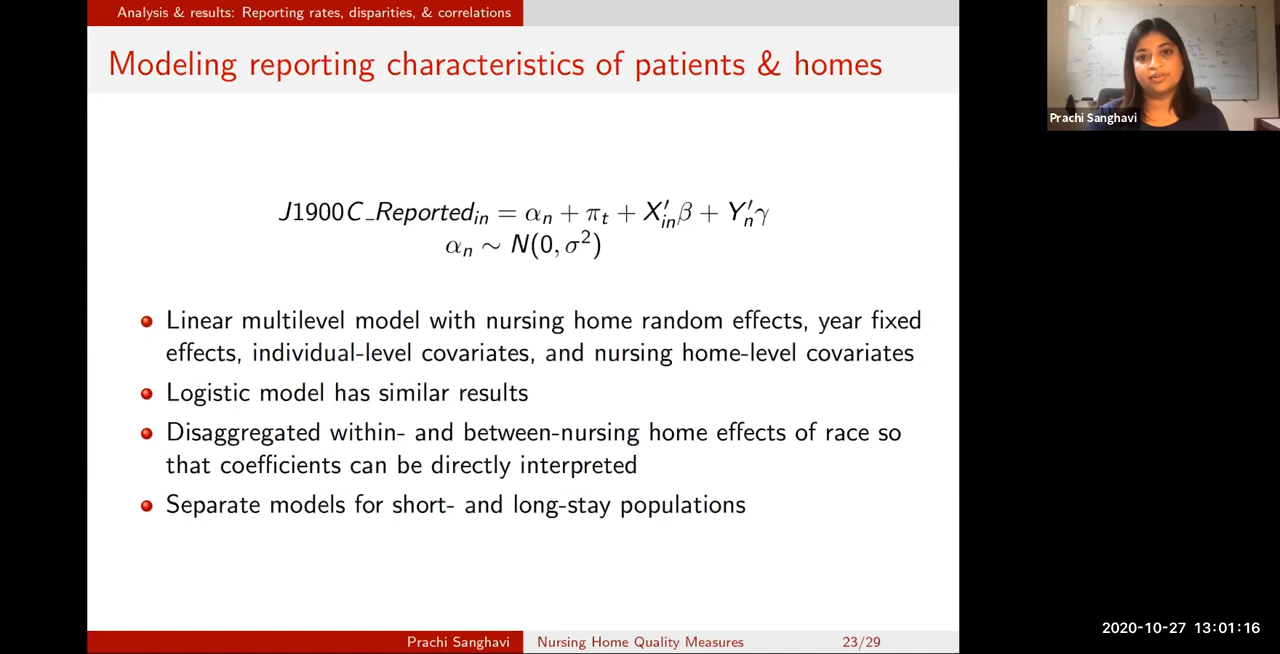 Analysis & results: Reporting rates, disparities, & correlations
Modeling reporting characteristics of patients & homes
J1900C_Reported_{in} = α_n + π_t + X'_{in}β + Y'_nγ
α_n ∼ N(0, σ²)
Linear multilevel model with nursing home random effects, year fixed
effects, individual-level covariates, and nursing home-level covariates
Logistic model has similar results
Disaggregated within- and between-nursing home effects of race so
that coefficients can be directly interpreted
Separate models for short- and long-stay populations
Prachi Sanghavi
Nursing Home Quality Measures
23/29
Prachi Sanghavi
2020-10-27 13:01:16